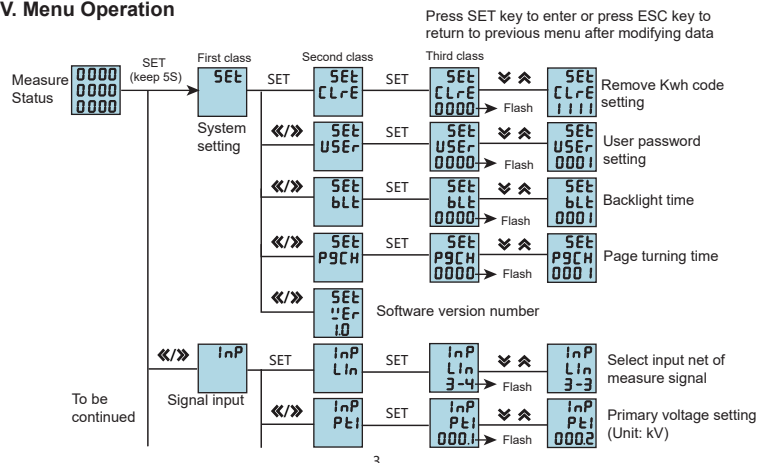 V. Menu Operation
Press SET key to enter or press ESC key to
return to previous menu after modifying data
SET
(keep 5S)
First class
Second class
Third class
Measure
Status
0000
0000
0000
SEt
System
setting
SET
SEt
CLrE
SET
SEt
CLrE
0000
Flash
SEt
CLrE
1111
Remove Kwh code
setting
«/»
SEt
USEr
SET
SEt
USEr
0000
Flash
SEt
USEr
0001
User password
setting
«/»
SEt
bLt
SET
SEt
bLt
0000
Flash
SEt
bLt
0001
Backlight time
«/»
SEt
PgCH
SET
SEt
PgCH
0000
Flash
SEt
PgCH
0001
Page turning time
«/»
SEt
vEr
1.0
Software version number
«/»
InP
Signal input
SET
InP
LIn
SET
InP
LIn
3-4
Flash
InP
LIn
3-3
Select input net of
measure signal
To be
continued
«/»
InP
Pt1
SET
InP
Pt1
000.1
Flash
InP
Pt1
000.2
Primary voltage setting
(Unit: kV)
3